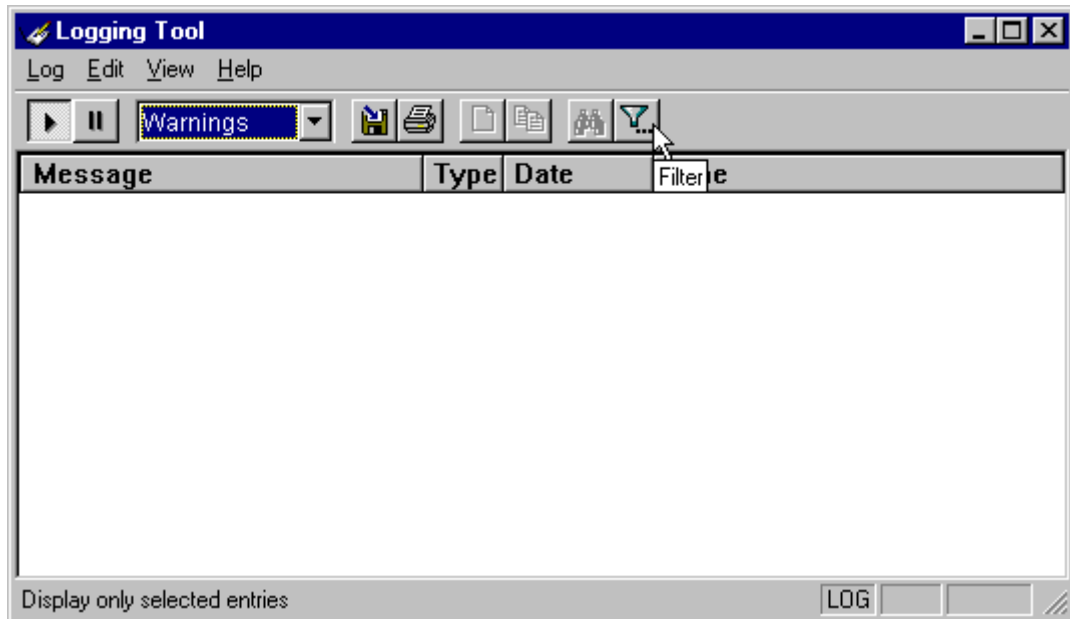 Logging Tool
Log Edit View Help
Warnings
Message Type Date
Filter
Display only selected entries LOG